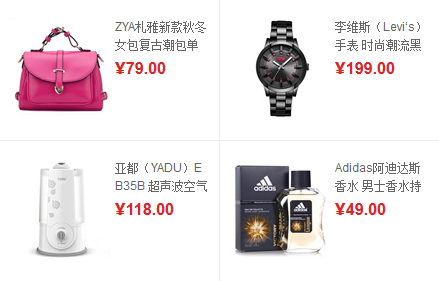 ZYA札雅新款秋冬
女包复古潮包单
¥79.00
李维斯（Levi's）
手表 时尚潮流黑
¥199.00
亚都（YADU）E
B35B 超声波空气
¥118.00
Adidas阿迪达斯
香水 男士香水持
¥49.00
adidas
adidas